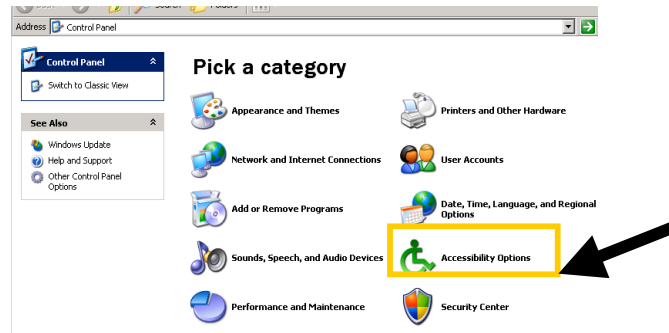 Address Control Panel
Control Panel
Switch to Classic View
See Also
Windows Update
Help and Support
Other Control Panel
Options
Pick a category
Appearance and Themes
Printers and Other Hardware
Network and Internet Connections
User Accounts
Add or Remove Programs
Date, Time, Language, and Regional
Options
Sounds, Speech, and Audio Devices
Accessibility Options
Performance and Maintenance
Security Center